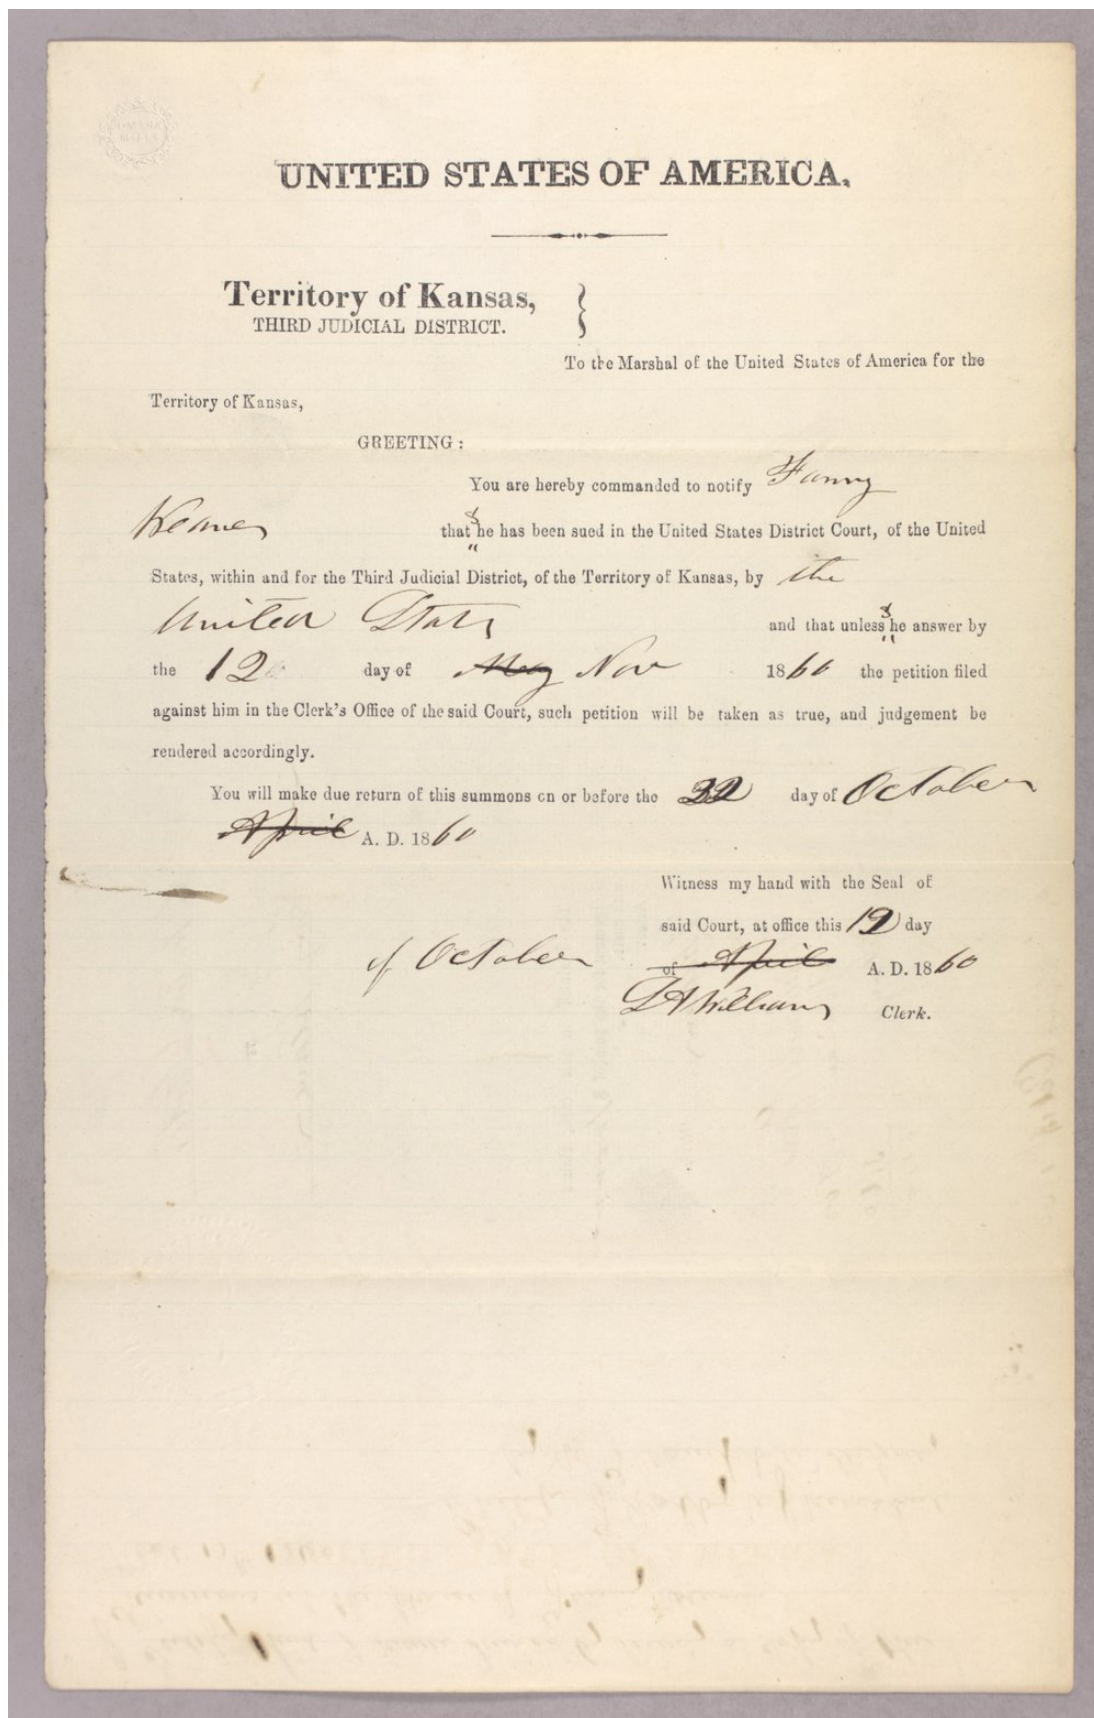 UNITED STATES OF AMERICA.
Territory of Kansas,
THIRD JUDICIAL DISTRICT.
To the Marshal of the United States of America for the
Territory of Kansas,
GREETING:
You are hereby commanded to notify Fanny
that she has been sued in the United States District Court, of the United
States, within and for the Third Judicial District, of the Territory of Kansas, by the
United States and that unless she answer by
the 12 day of May Nov 1860 the petition filed
against him in the Clerk's Office of the said Court, such petition will be taken as true, and judgement be
rendered accordingly.
You will make due return of this summons on or before the 22 day of October
April A. D. 1860
Witness my hand with the Seal of
said Court, at office this 12 day
of October of April A. D. 1860
Williams Clerk.